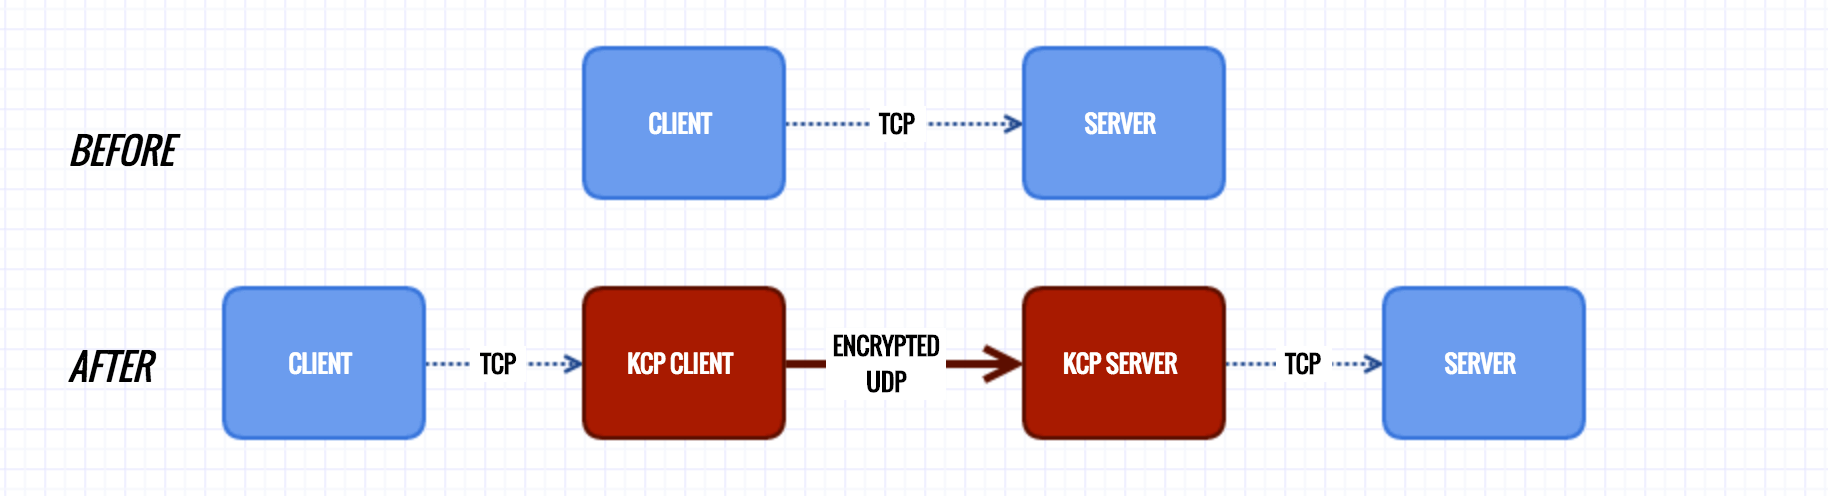 BEFORE
CLIENT
TCP
SERVER
AFTER
CLIENT
TCP
KCP CLIENT
ENCRYPTED
UDP
KCP SERVER
TCP
SERVER